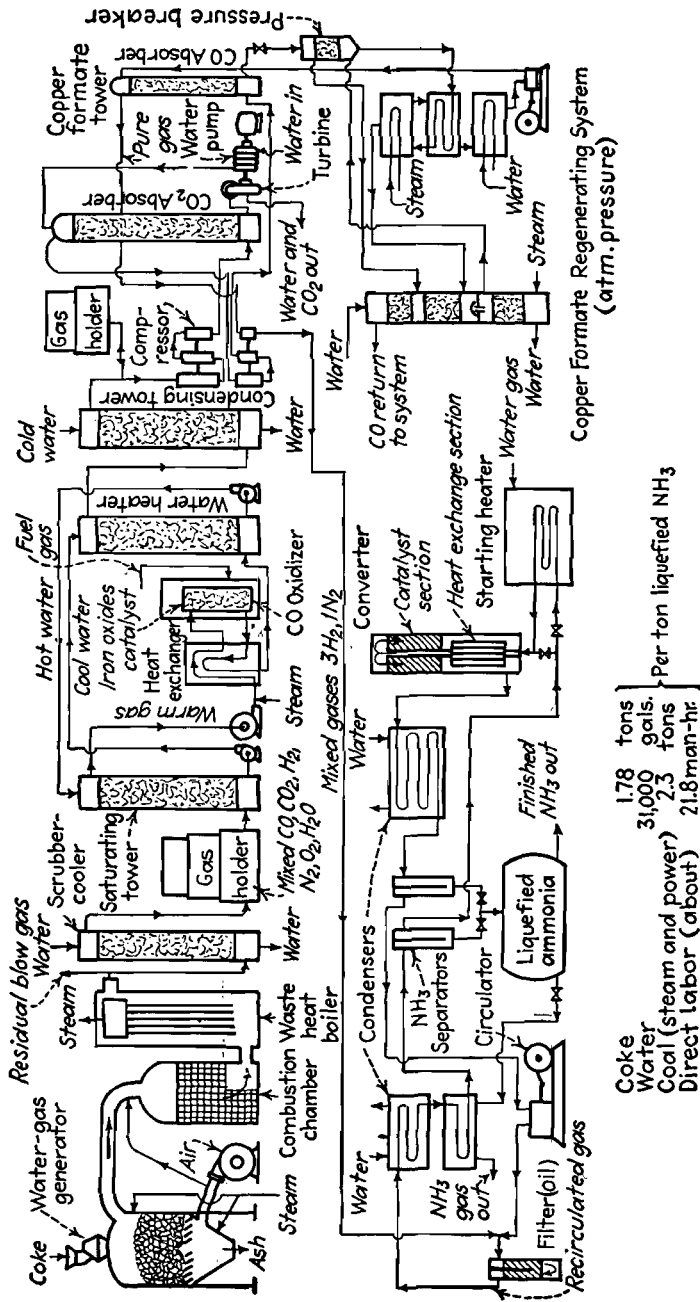 Coke
Water-gas
generator
Air
Steam
Ash
Combustion
chamber
Residual blow gas
Water
Steam
Waste heat
boiler
Scrubber-
cooler
Water
Gas
holder
Mixed CO,CO2,H2,
N2,O2,H2O
Saturating
tower
Warm gas
Hot water
Fuel
gas
Cool water
Iron oxides
catalyst
Heat
exchanger
Steam
CO Oxidizer
Water heater
Cold
water
Condensing tower
Water
Gas
holder
Comp-
ressor
CO2 Absorber
Water and
CO2 out
Copper
formate
tower
Pure gas
Water
pump
Water in
Turbine
CO Absorber
Pressure breaker
Mixed gases 3H2,1N2
Water
CO return
to system
Water
Steam
Steam
Water
Copper Formate Regenerating System
(atm. pressure)
Water
NH3
gas
out
Filter (oil)
Recirculated gas
Condensers
NH3
Separators
Circulator
Liquefied
ammonia
Finished
NH3 out
Water
Converter
Catalyst
section
Heat exchange section
Starting heater
Water gas
Coke 1.78 tons
Water 31,000 gals.
Coal (steam and power) 2.3 tons
Direct labor (about) 21.8 man-hr.
Per ton liquefied NH3